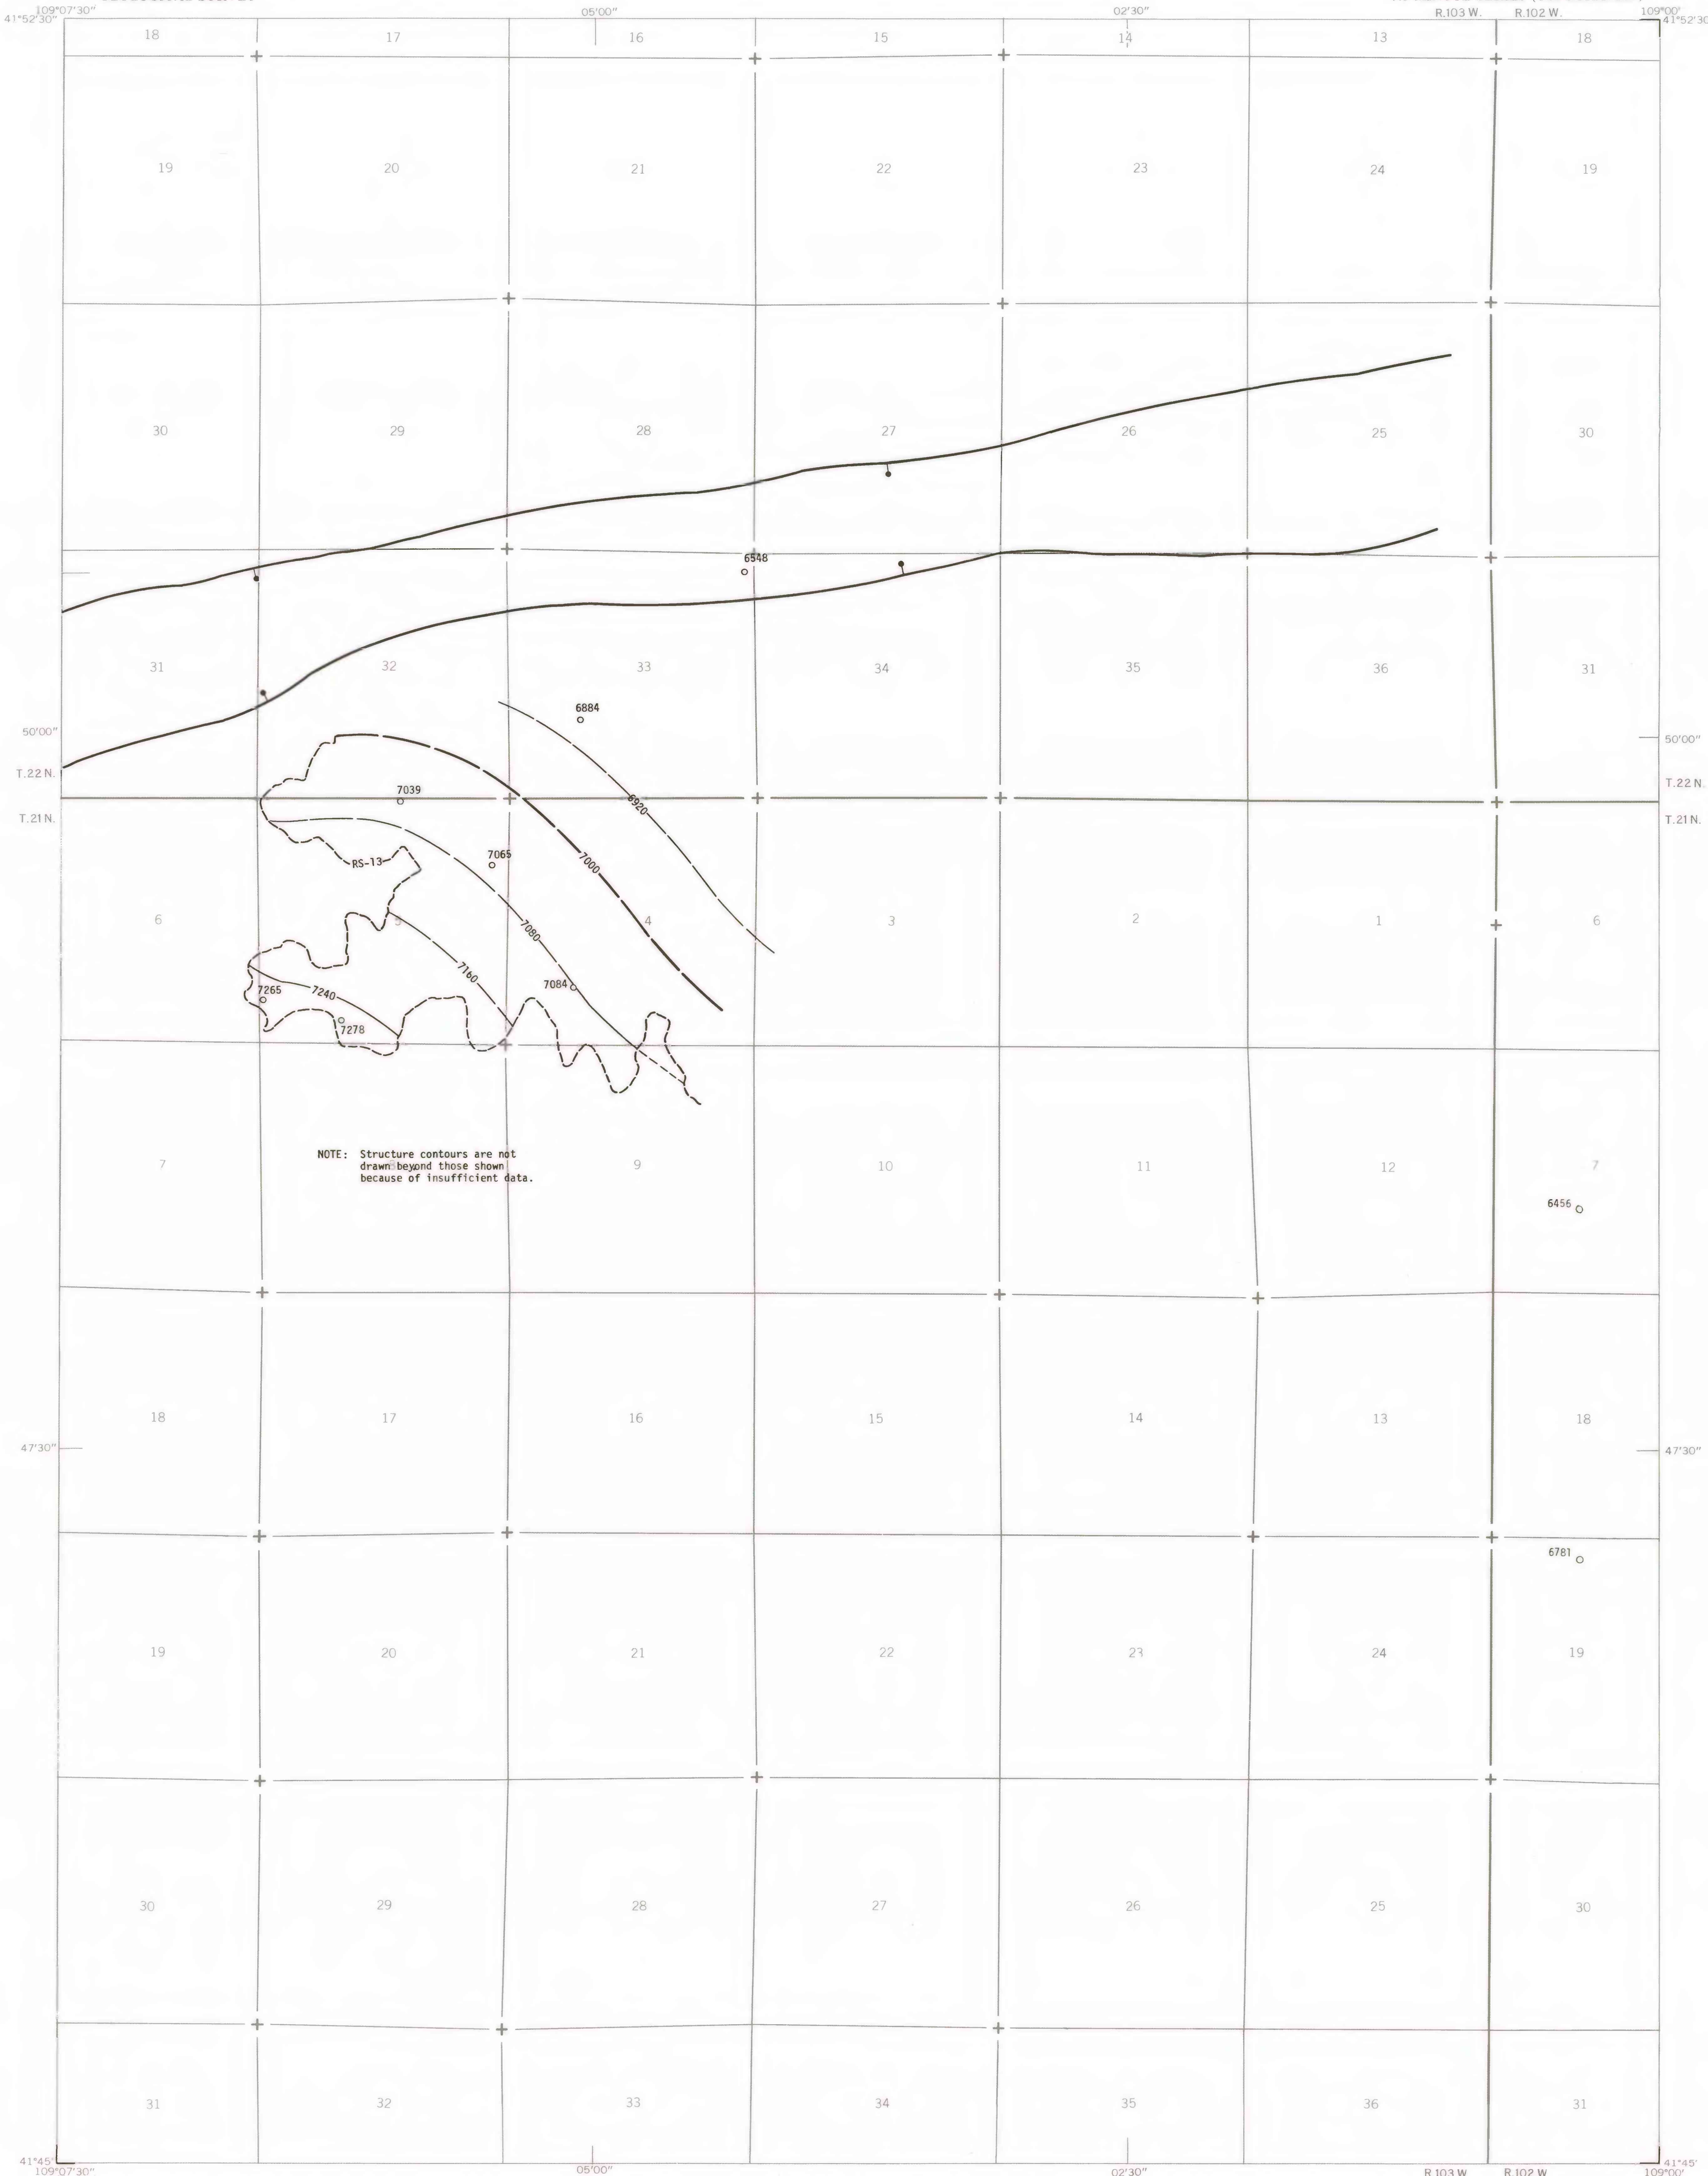 109°07'30" 05'00" 02'30" R.103 W. R.102 W. 109°00'
41°52'30" 41°52'30
18 17 16 15 14 13 18
19 20 21 22 23 24 19
30 29 28 27 26 25 30
6548
31 32 33 34 35 36 31
6884
50'00" 50'00"
T.22 N. T.22 N.
7039
6920
T.21 N. T.21 N.
7065
RS-13
7000
6 5 4 3 2 1 6
7080
7160
7084
7265
7240
7278
NOTE: Structure contours are not
drawn beyond those shown
because of insufficient data.
7 9 10 11 12 7
6456
18 17 16 15 14 13 18
47'30" 47'30"
6781
19 20 21 22 23 24 19
30 29 28 27 26 25 30
31 32 33 34 35 36 31
41°45' 41°45'
109°07'30" 05'00" 02'30" R.103 W. R.102 W. 109°00'